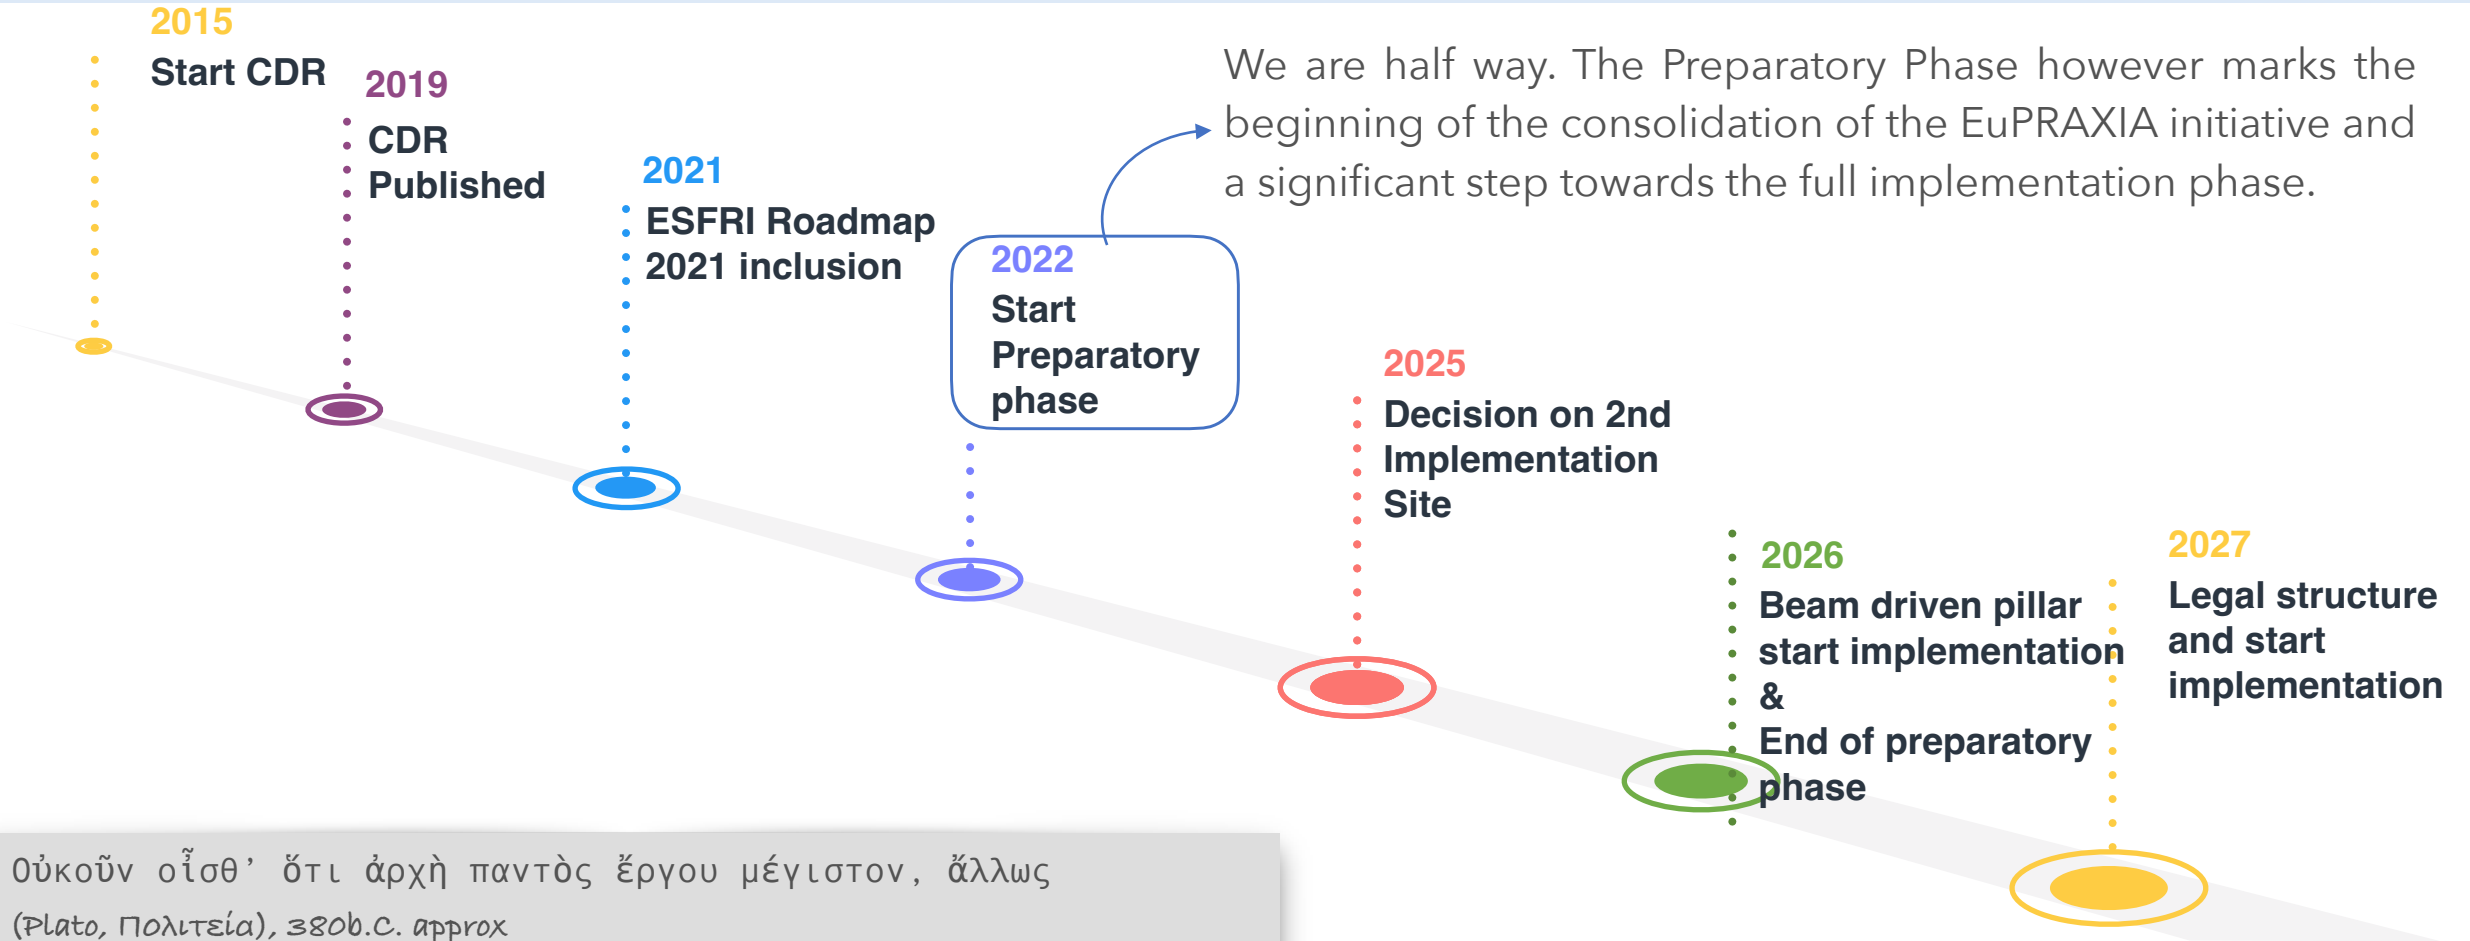 2015
Start CDR
2019
CDR
Published
2021
ESFRI Roadmap
2021 inclusion
2022
Start
Preparatory
phase
We are half way. The Preparatory Phase however marks the
beginning of the consolidation of the EuPRAXIA initiative and
a significant step towards the full implementation phase.
2025
Decision on 2nd
Implementation
Site
2026
Beam driven pillar
start implementation
&
End of preparatory
phase
2027
Legal structure
and start
implementation
Οὐκοῦν οἶσθ’ ὅτι ἀρχὴ παντὸς ἔργου μέγιστον, ἄλλως
(Plato, Πολιτεία), 380b.C. approx